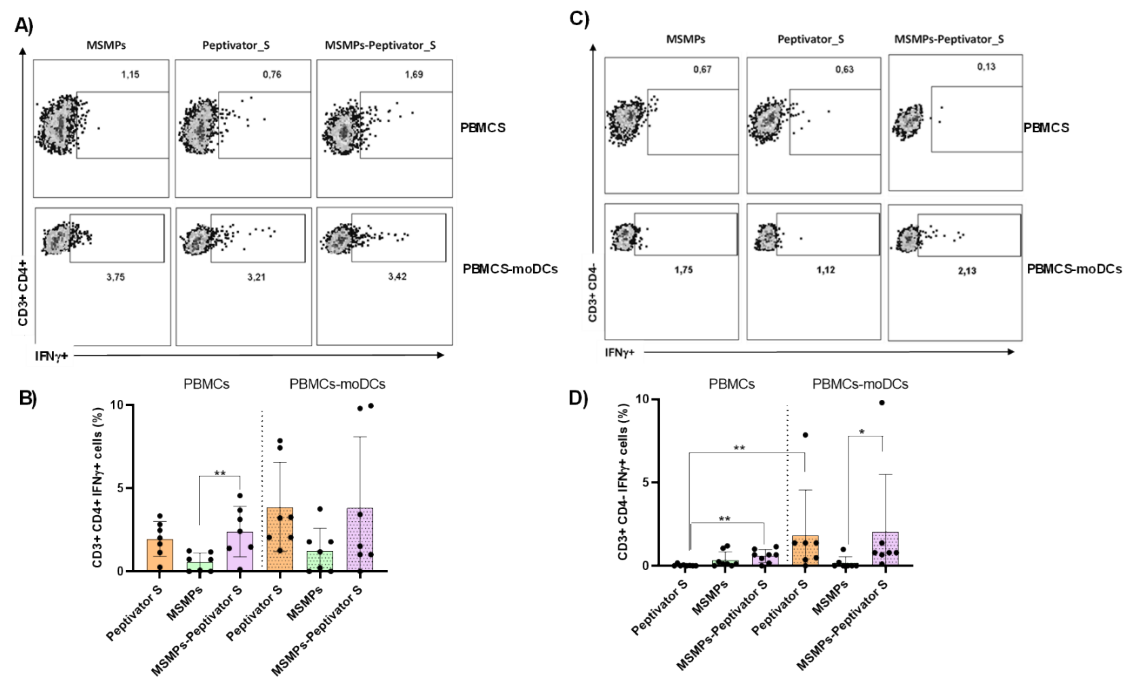 A)
MSMPs Peptivator_S MSMPs-Peptivator_S
1,15 0,76 1,69
PBMCS
3,75 3,21 3,42
PBMCS-moDCs
CD3+ CD4+
IFNγ+
C)
MSMPs Peptivator_S MSMPs-Peptivator_S
0,67 0,63 0,13
PBMCS
1,75 1,12 2,13
PBMCS-moDCs
CD3+ CD4-
IFNγ+
B)
PBMCs PBMCs-moDCs
CD3+ CD4+ IFNγ+ cells (%)
10
5
0
**
Peptivator S
MSMPs
MSMPs-Peptivator S
Peptivator S
MSMPs
MSMPs-Peptivator S
D)
PBMCs PBMCs-moDCs
CD3+ CD4- IFNγ+ cells (%)
10
5
0
**
**
*
Peptivator S
MSMPs
MSMPs-Peptivator S
Peptivator S
MSMPs
MSMPs-Peptivator S